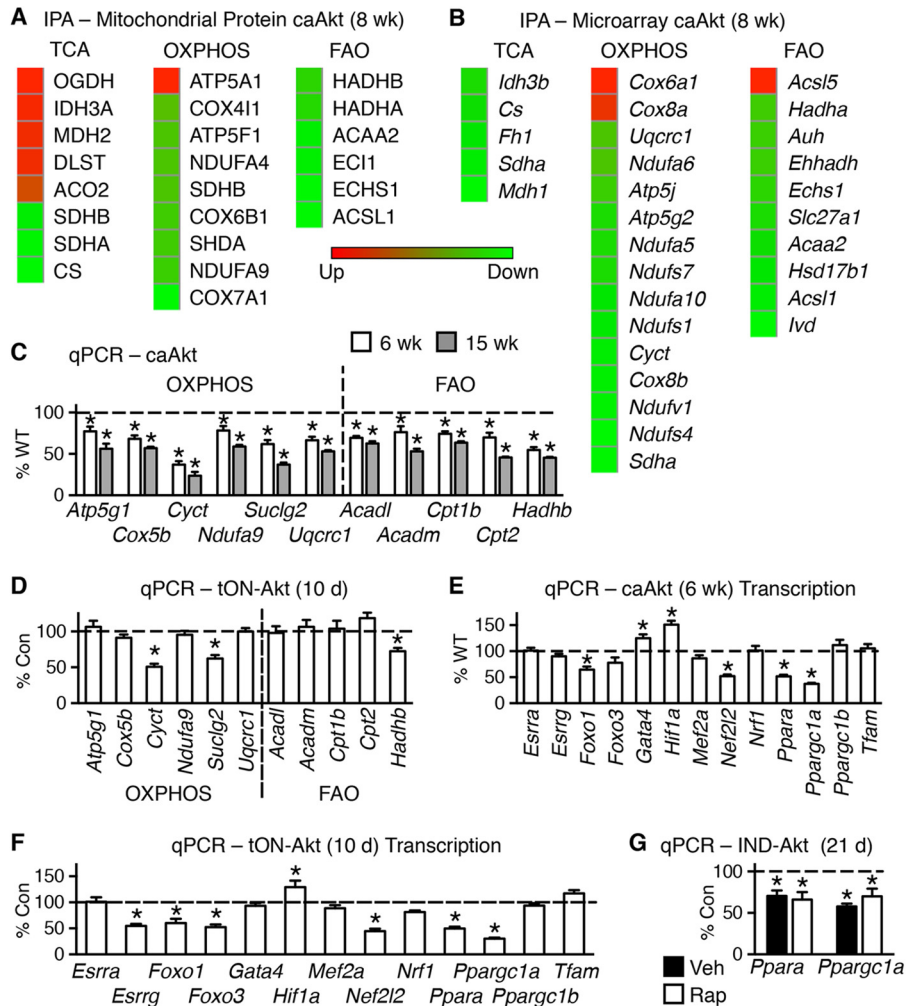 A IPA – Mitochondrial Protein caAkt (8 wk)
TCA OXPHOS FAO
OGDH ATP5A1 HADHB
IDH3A COX4I1 HADHA
MDH2 ATP5F1 ACAA2
DLST NDUFA4 ECI1
ACO2 SDHB ECHS1
SDHB COX6B1 ACSL1
SDHA SHDA
CS NDUFA9
COX7A1
Up Down
B IPA – Microarray caAkt (8 wk)
TCA OXPHOS FAO
Idh3b Cox6a1 Acsl5
Cs Cox8a Hadha
Fh1 Uqcrc1 Auh
Sdha Ndufa6 Ehhadh
Mdh1 Atp5j Echs1
Atp5g2 Slc27a1
Ndufa5 Acaa2
Ndufs7 Hsd17b1
Ndufa10 Acsl1
Ndufs1 Ivd
Cyct
Cox8b
Ndufv1
Ndufs4
Sdha
C qPCR – caAkt
6 wk 15 wk
OXPHOS FAO
% WT
100
50
0
* * * * * * * * * * * * * * * * * * * * * *
Atp5g1 Cyct Suclg2 Acadl Cpt1b Hadhb
Cox5b Ndufa9 Uqcrc1 Acadm Cpt2
D qPCR – tON-Akt (10 d)
% Con
100
50
0
* * *
Atp5g1 Cox5b Cyct Ndufa9 Suclg2 Uqcrc1 Acadl Acadm Cpt1b Cpt2 Hadhb
OXPHOS FAO
E qPCR – caAkt (6 wk) Transcription
% WT
150
100
50
0
* * * * * *
Esrra Esrrg Foxo1 Foxo3 Gata4 Hif1a Mef2a Nef2l2 Nrf1 Ppara Ppargc1a Ppargc1b Tfam
F qPCR – tON-Akt (10 d) Transcription
% Con
150
100
50
0
* * * * * * *
Esrra Foxo1 Gata4 Mef2a Nrf1 Ppargc1a Tfam
Esrrg Foxo3 Hif1a Nef2l2 Ppara Ppargc1b
G qPCR – IND-Akt (21 d)
% Con
100
50
0
* * * *
Ppara Ppargc1a
Veh
Rap